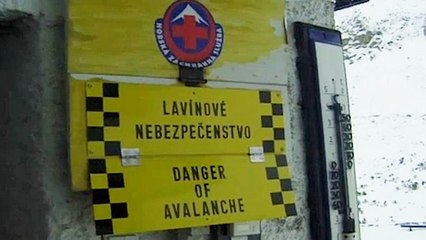 HORSKÁ ZÁCHRANNÁ SLUŽBA
LAVÍNOVÉ
NEBEZPEČENSTVO
DANGER
OF
AVALANCHE